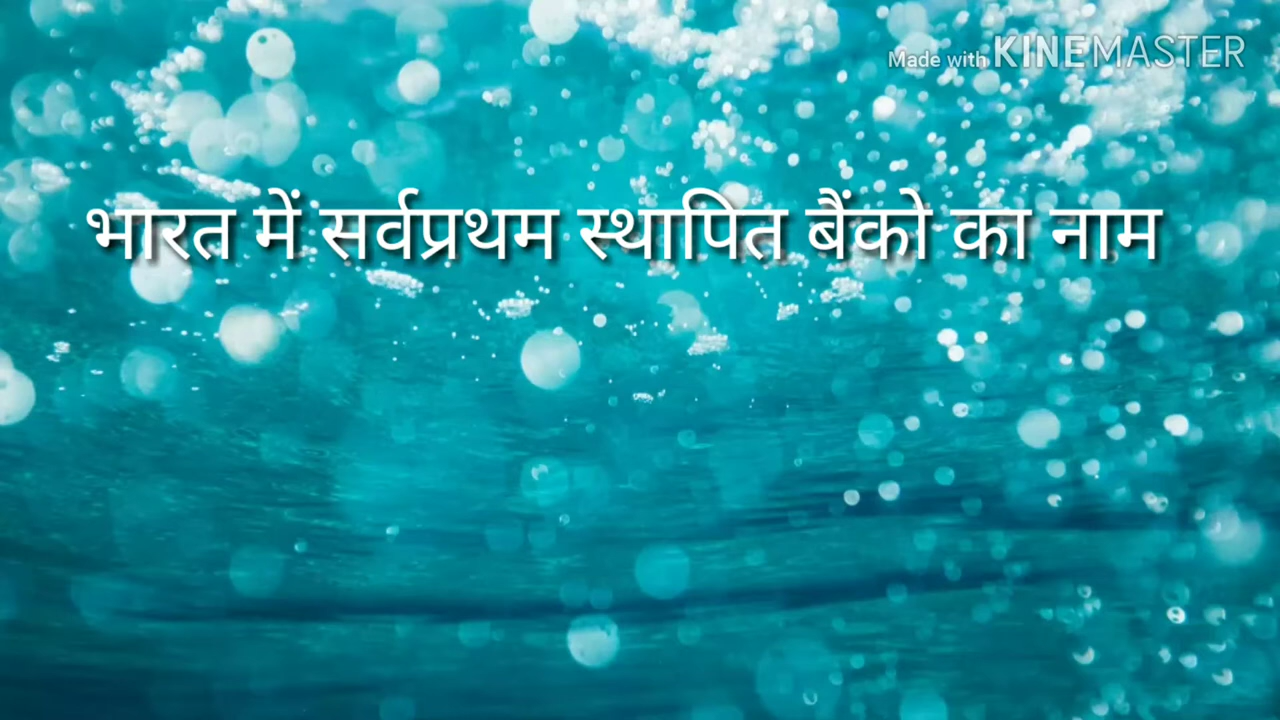 Made with KINEMASTER
भारत में सर्वप्रथम स्थापित बैंको का नाम